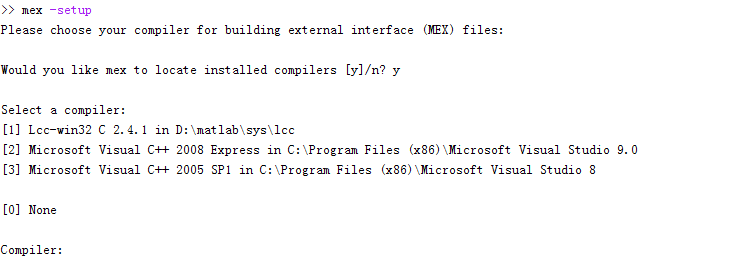 >> mex -setup
Please choose your compiler for building external interface (MEX) files:
Would you like mex to locate installed compilers [y]/n? y
Select a compiler:
[1] Lcc-win32 C 2.4.1 in D:\matlab\sys\lcc
[2] Microsoft Visual C++ 2008 Express in C:\Program Files (x86)\Microsoft Visual Studio 9.0
[3] Microsoft Visual C++ 2005 SP1 in C:\Program Files (x86)\Microsoft Visual Studio 8
[0] None
Compiler: